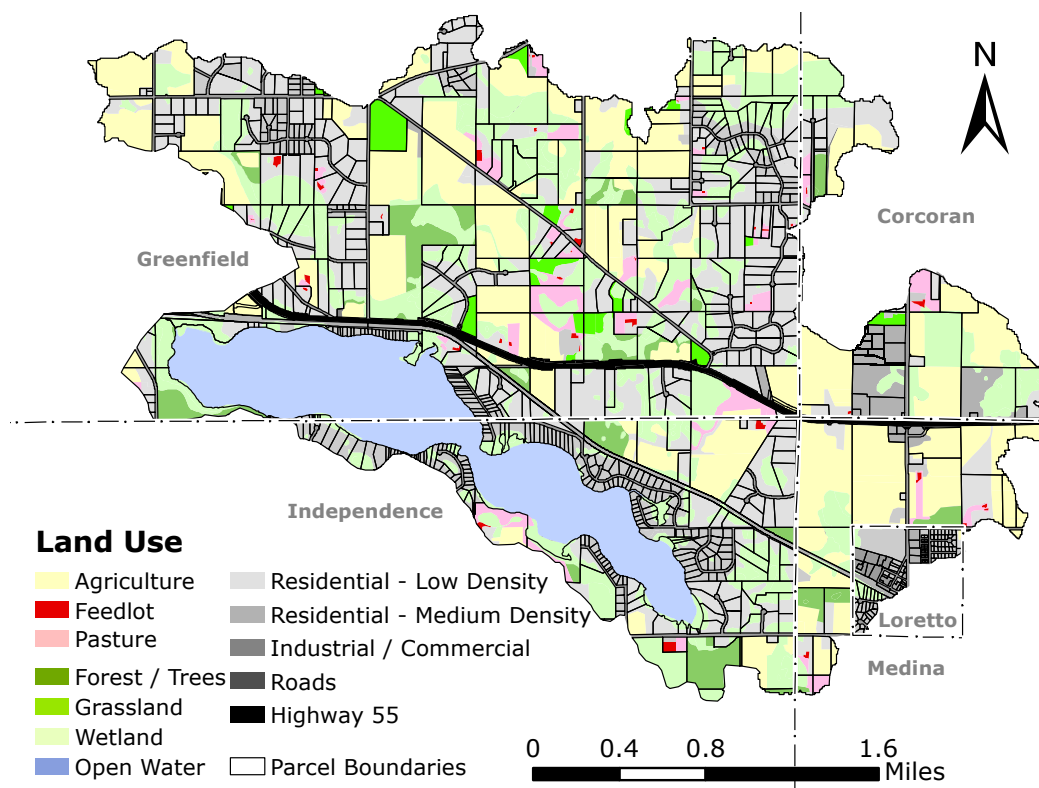 N
Corcoran
Greenfield
Independence
Loretto
Medina
Land Use
Agriculture
Feedlot
Pasture
Forest / Trees
Grassland
Wetland
Open Water
Residential - Low Density
Residential - Medium Density
Industrial / Commercial
Roads
Highway 55
Parcel Boundaries
0 0.4 0.8 1.6
Miles